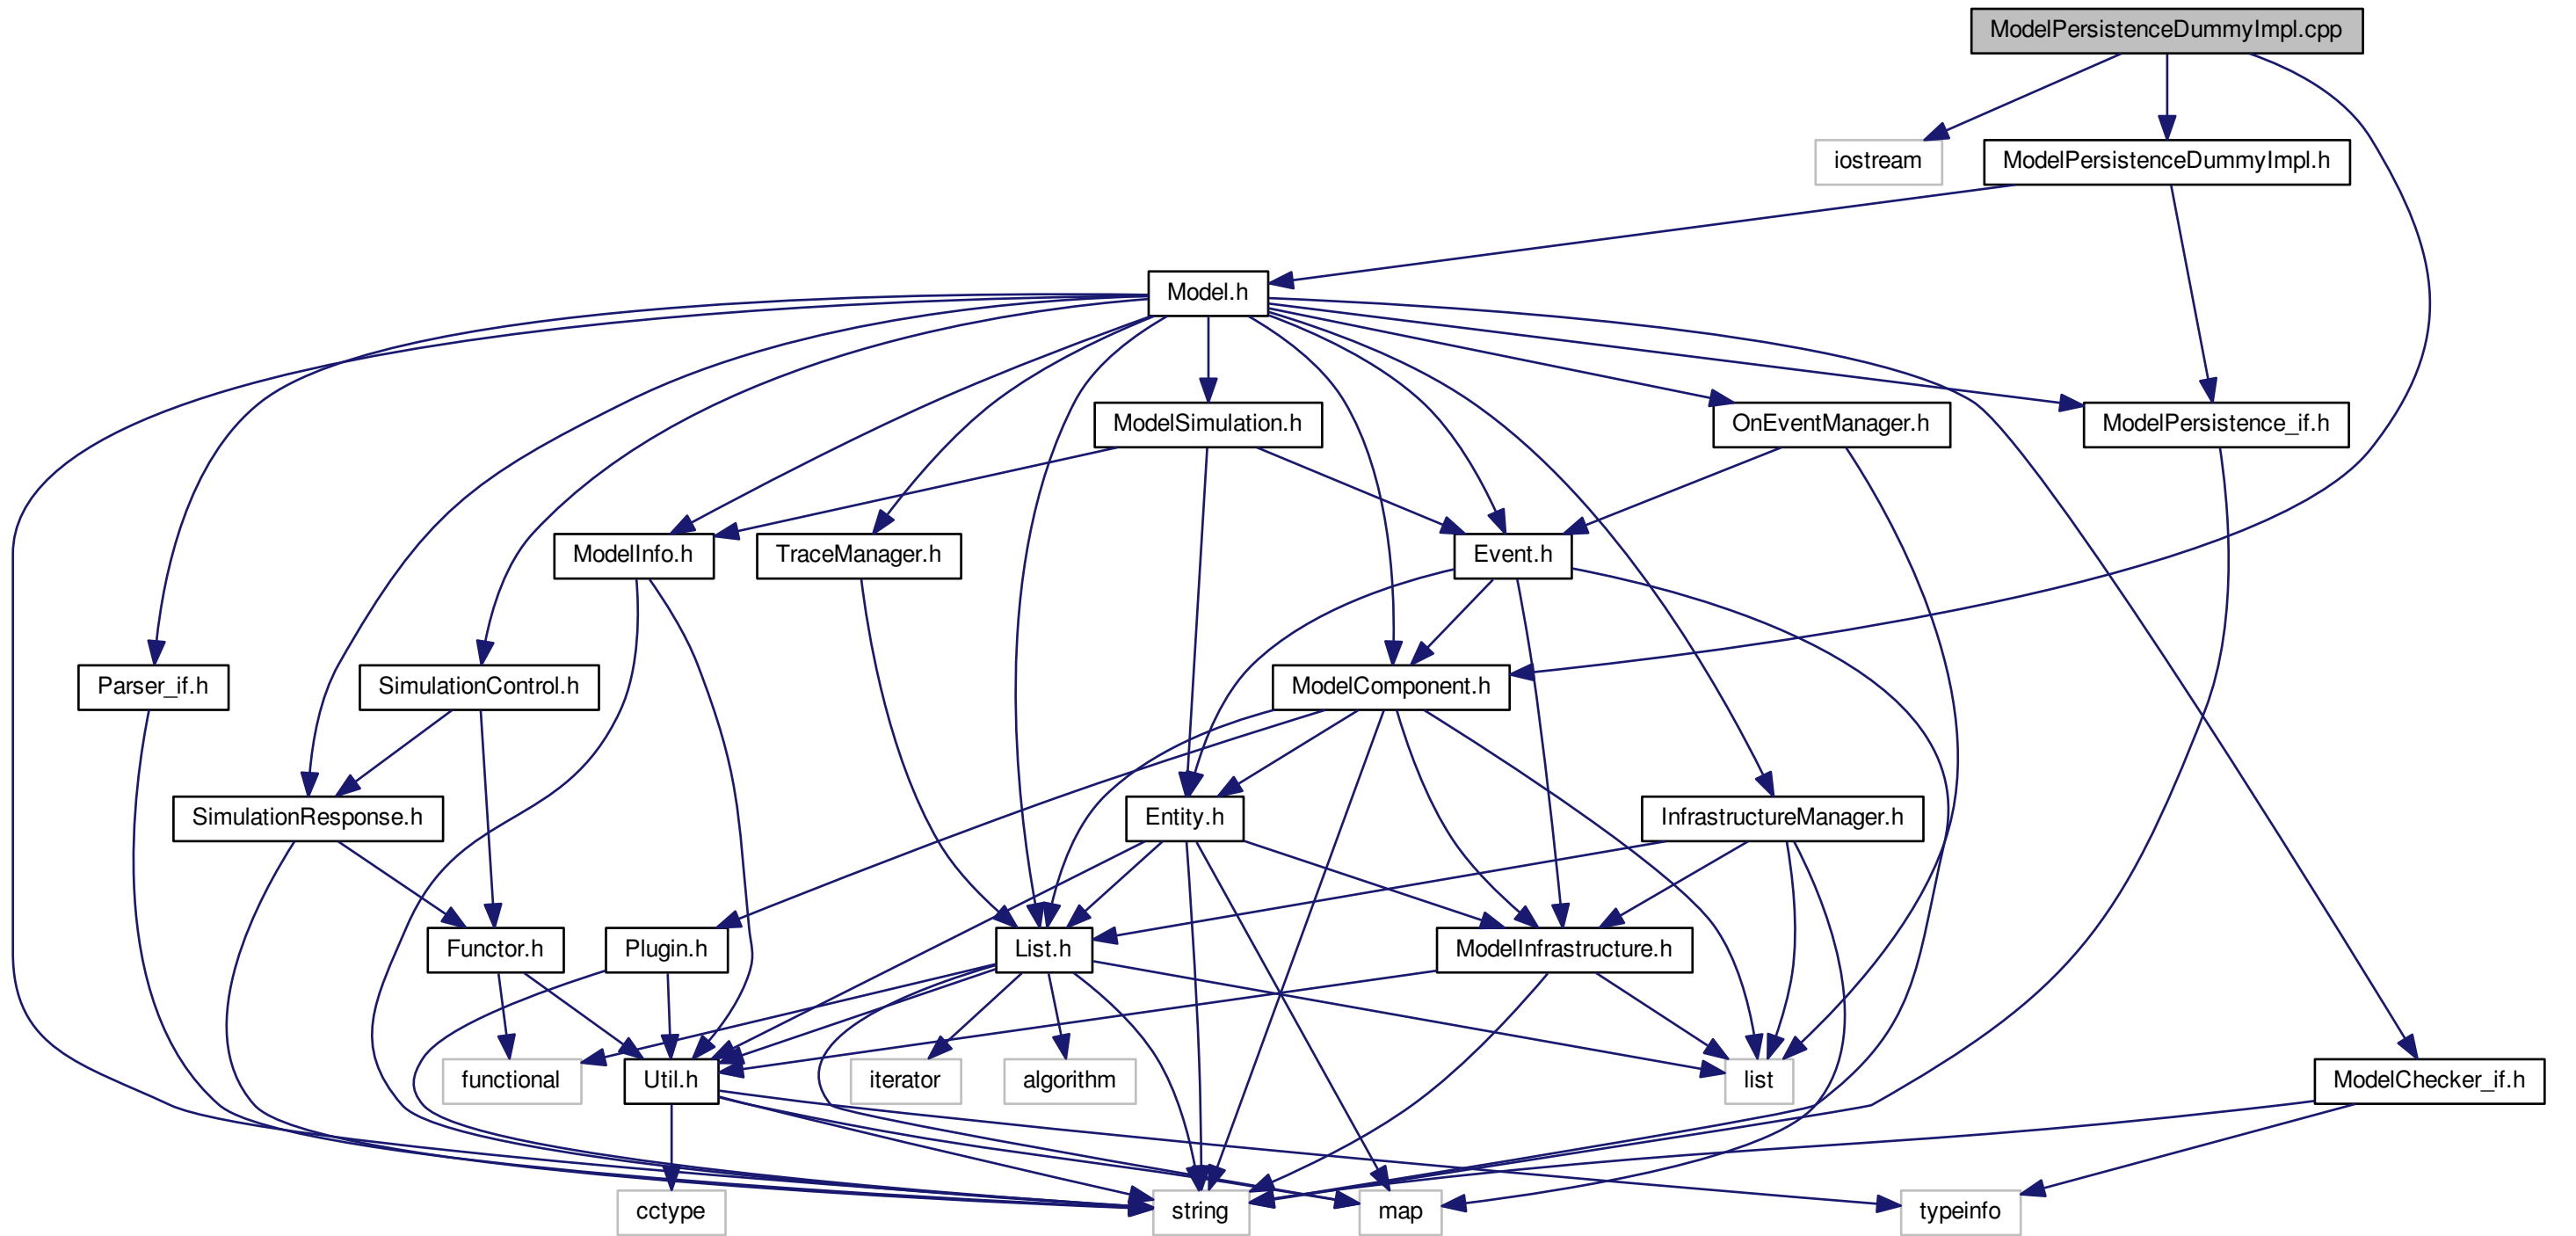 ModelPersistenceDummyImpl.cpp
iostream
ModelPersistenceDummyImpl.h
Model.h
ModelSimulation.h
OnEventManager.h
ModelPersistence_if.h
ModelInfo.h
TraceManager.h
Event.h
Parser_if.h
SimulationControl.h
ModelComponent.h
SimulationResponse.h
Entity.h
InfrastructureManager.h
Functor.h
Plugin.h
List.h
ModelInfrastructure.h
functional
Util.h
iterator
algorithm
list
ModelChecker_if.h
cctype
string
map
typeinfo